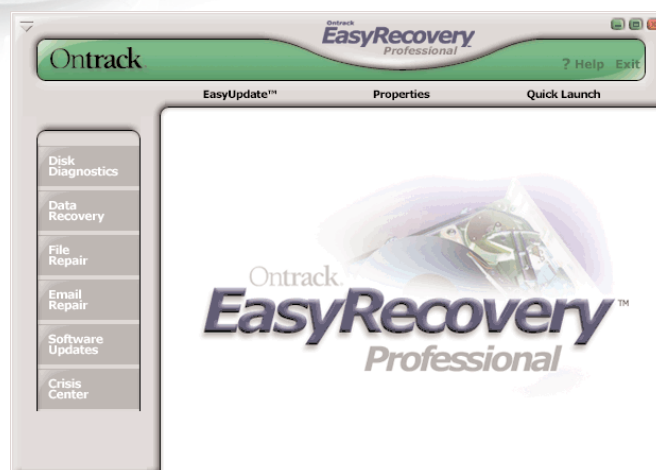 Ontrack
EasyRecovery
Professional
Ontrack
? Help Exit
EasyUpdate™ Properties Quick Launch
Disk
Diagnostics
Data
Recovery
File
Repair
Email
Repair
Software
Updates
Crisis
Center
Ontrack
EasyRecovery™
Professional